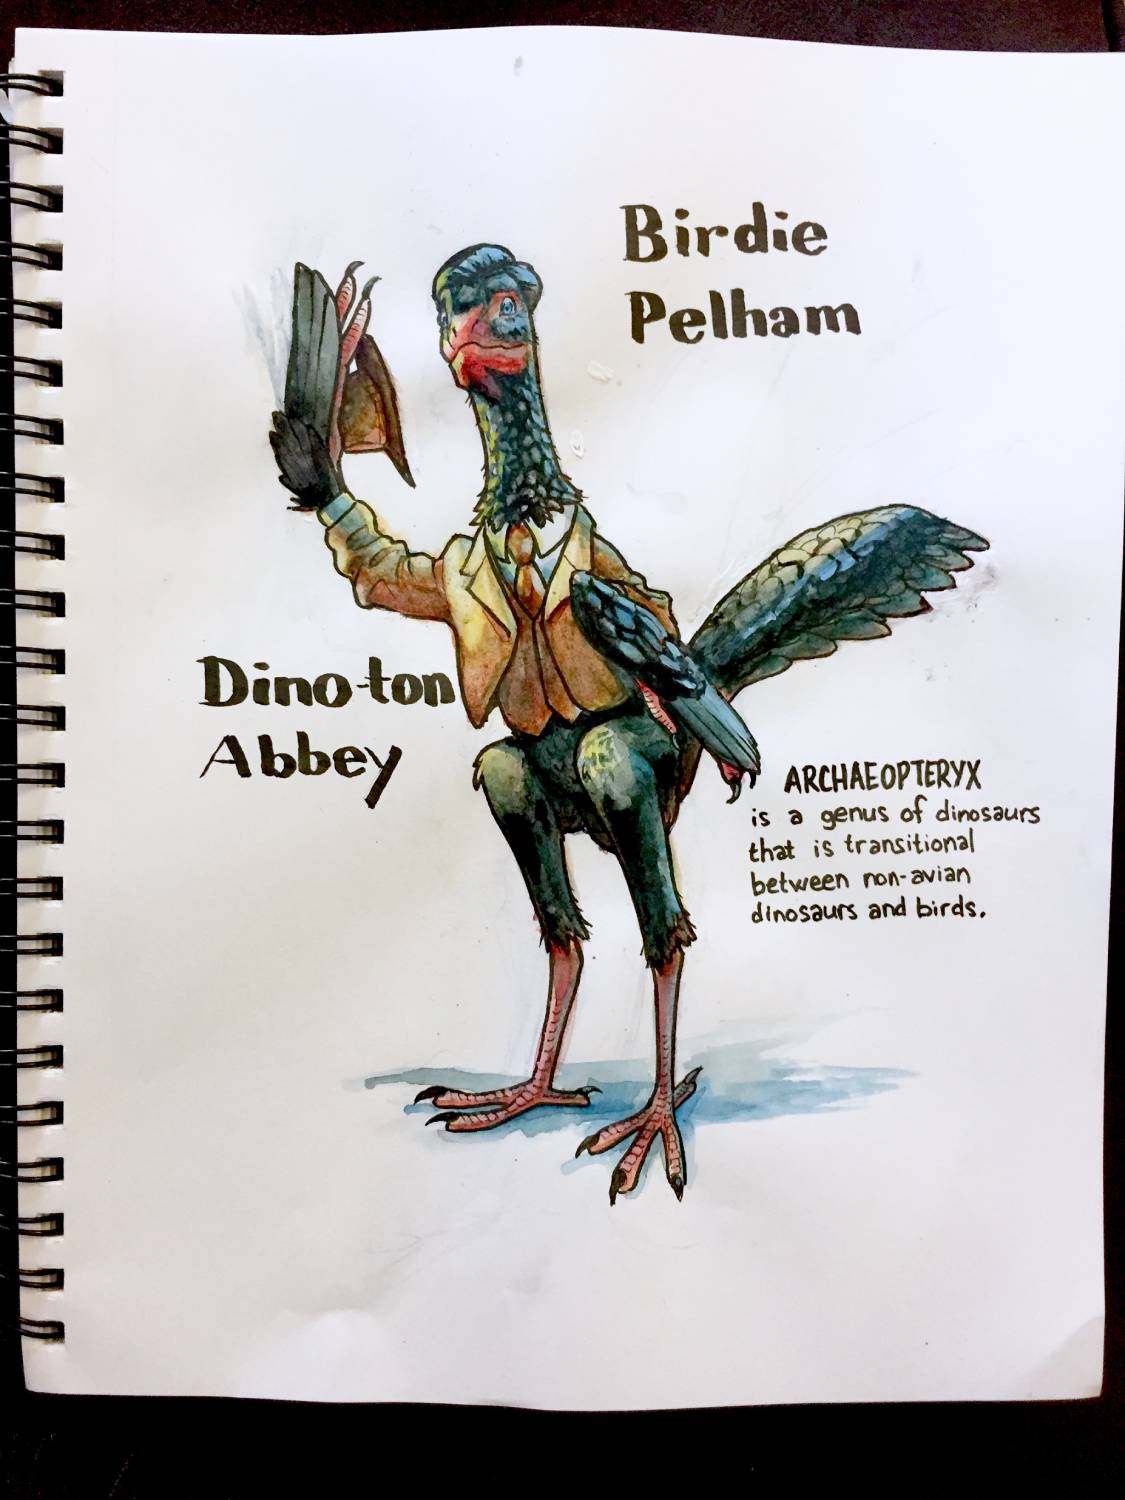 Birdie
Pelham
Dino-ton
Abbey
ARCHAEOPTERYX
is a genus of dinosaurs
that is transitional
between non-avian
dinosaurs and birds.